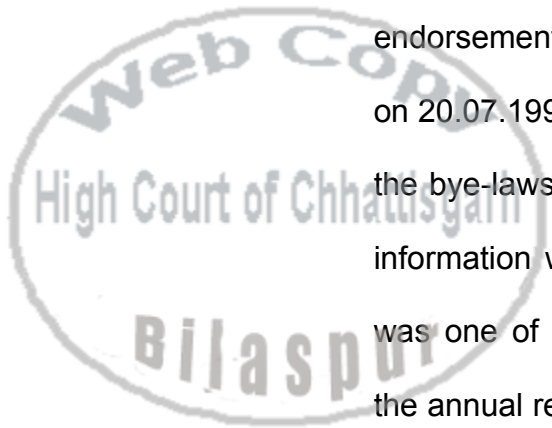 Web Copy
High Court of Chhattisgarh
Bilaspur
endorsement
on 20.07.199
the bye-laws
information
was one of
the annual re